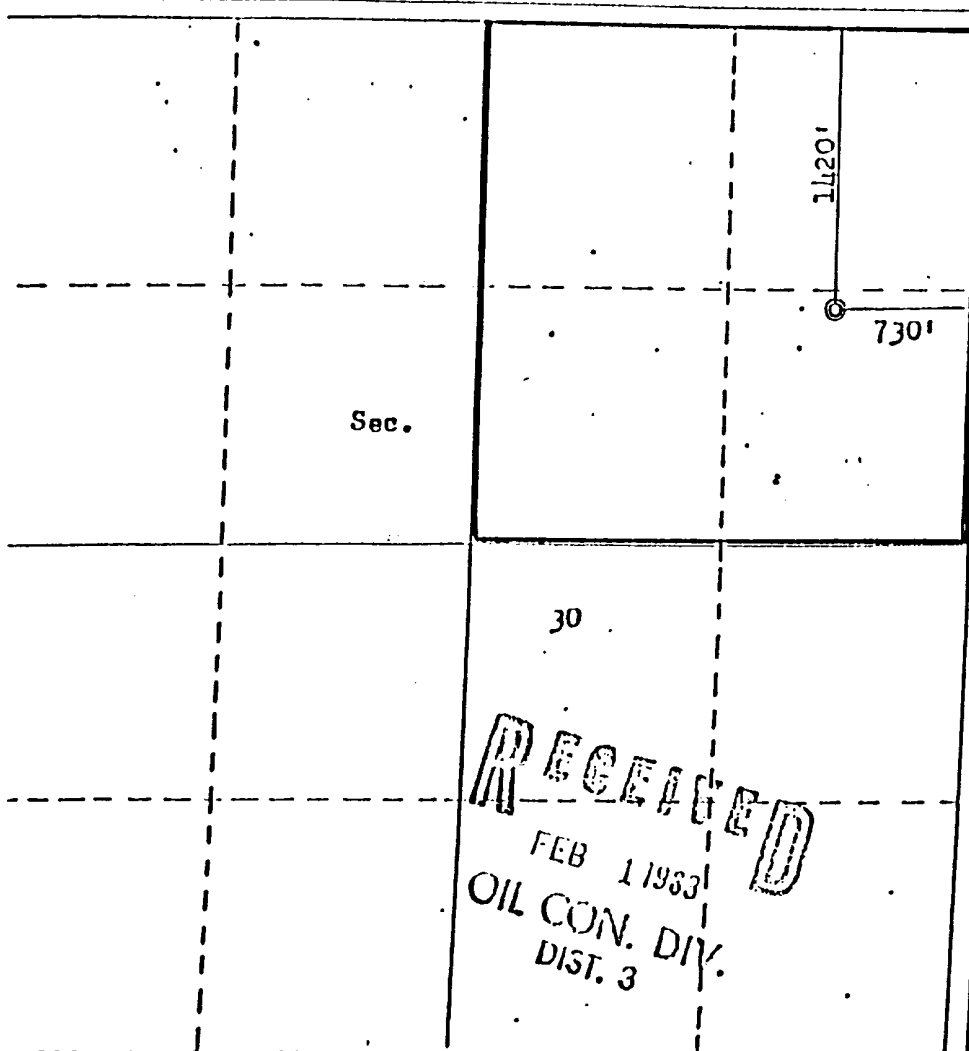 1420'
730'
Sec.
30
RECEIVED
FEB 1 1983
OIL CON. DIV.
DIST. 3